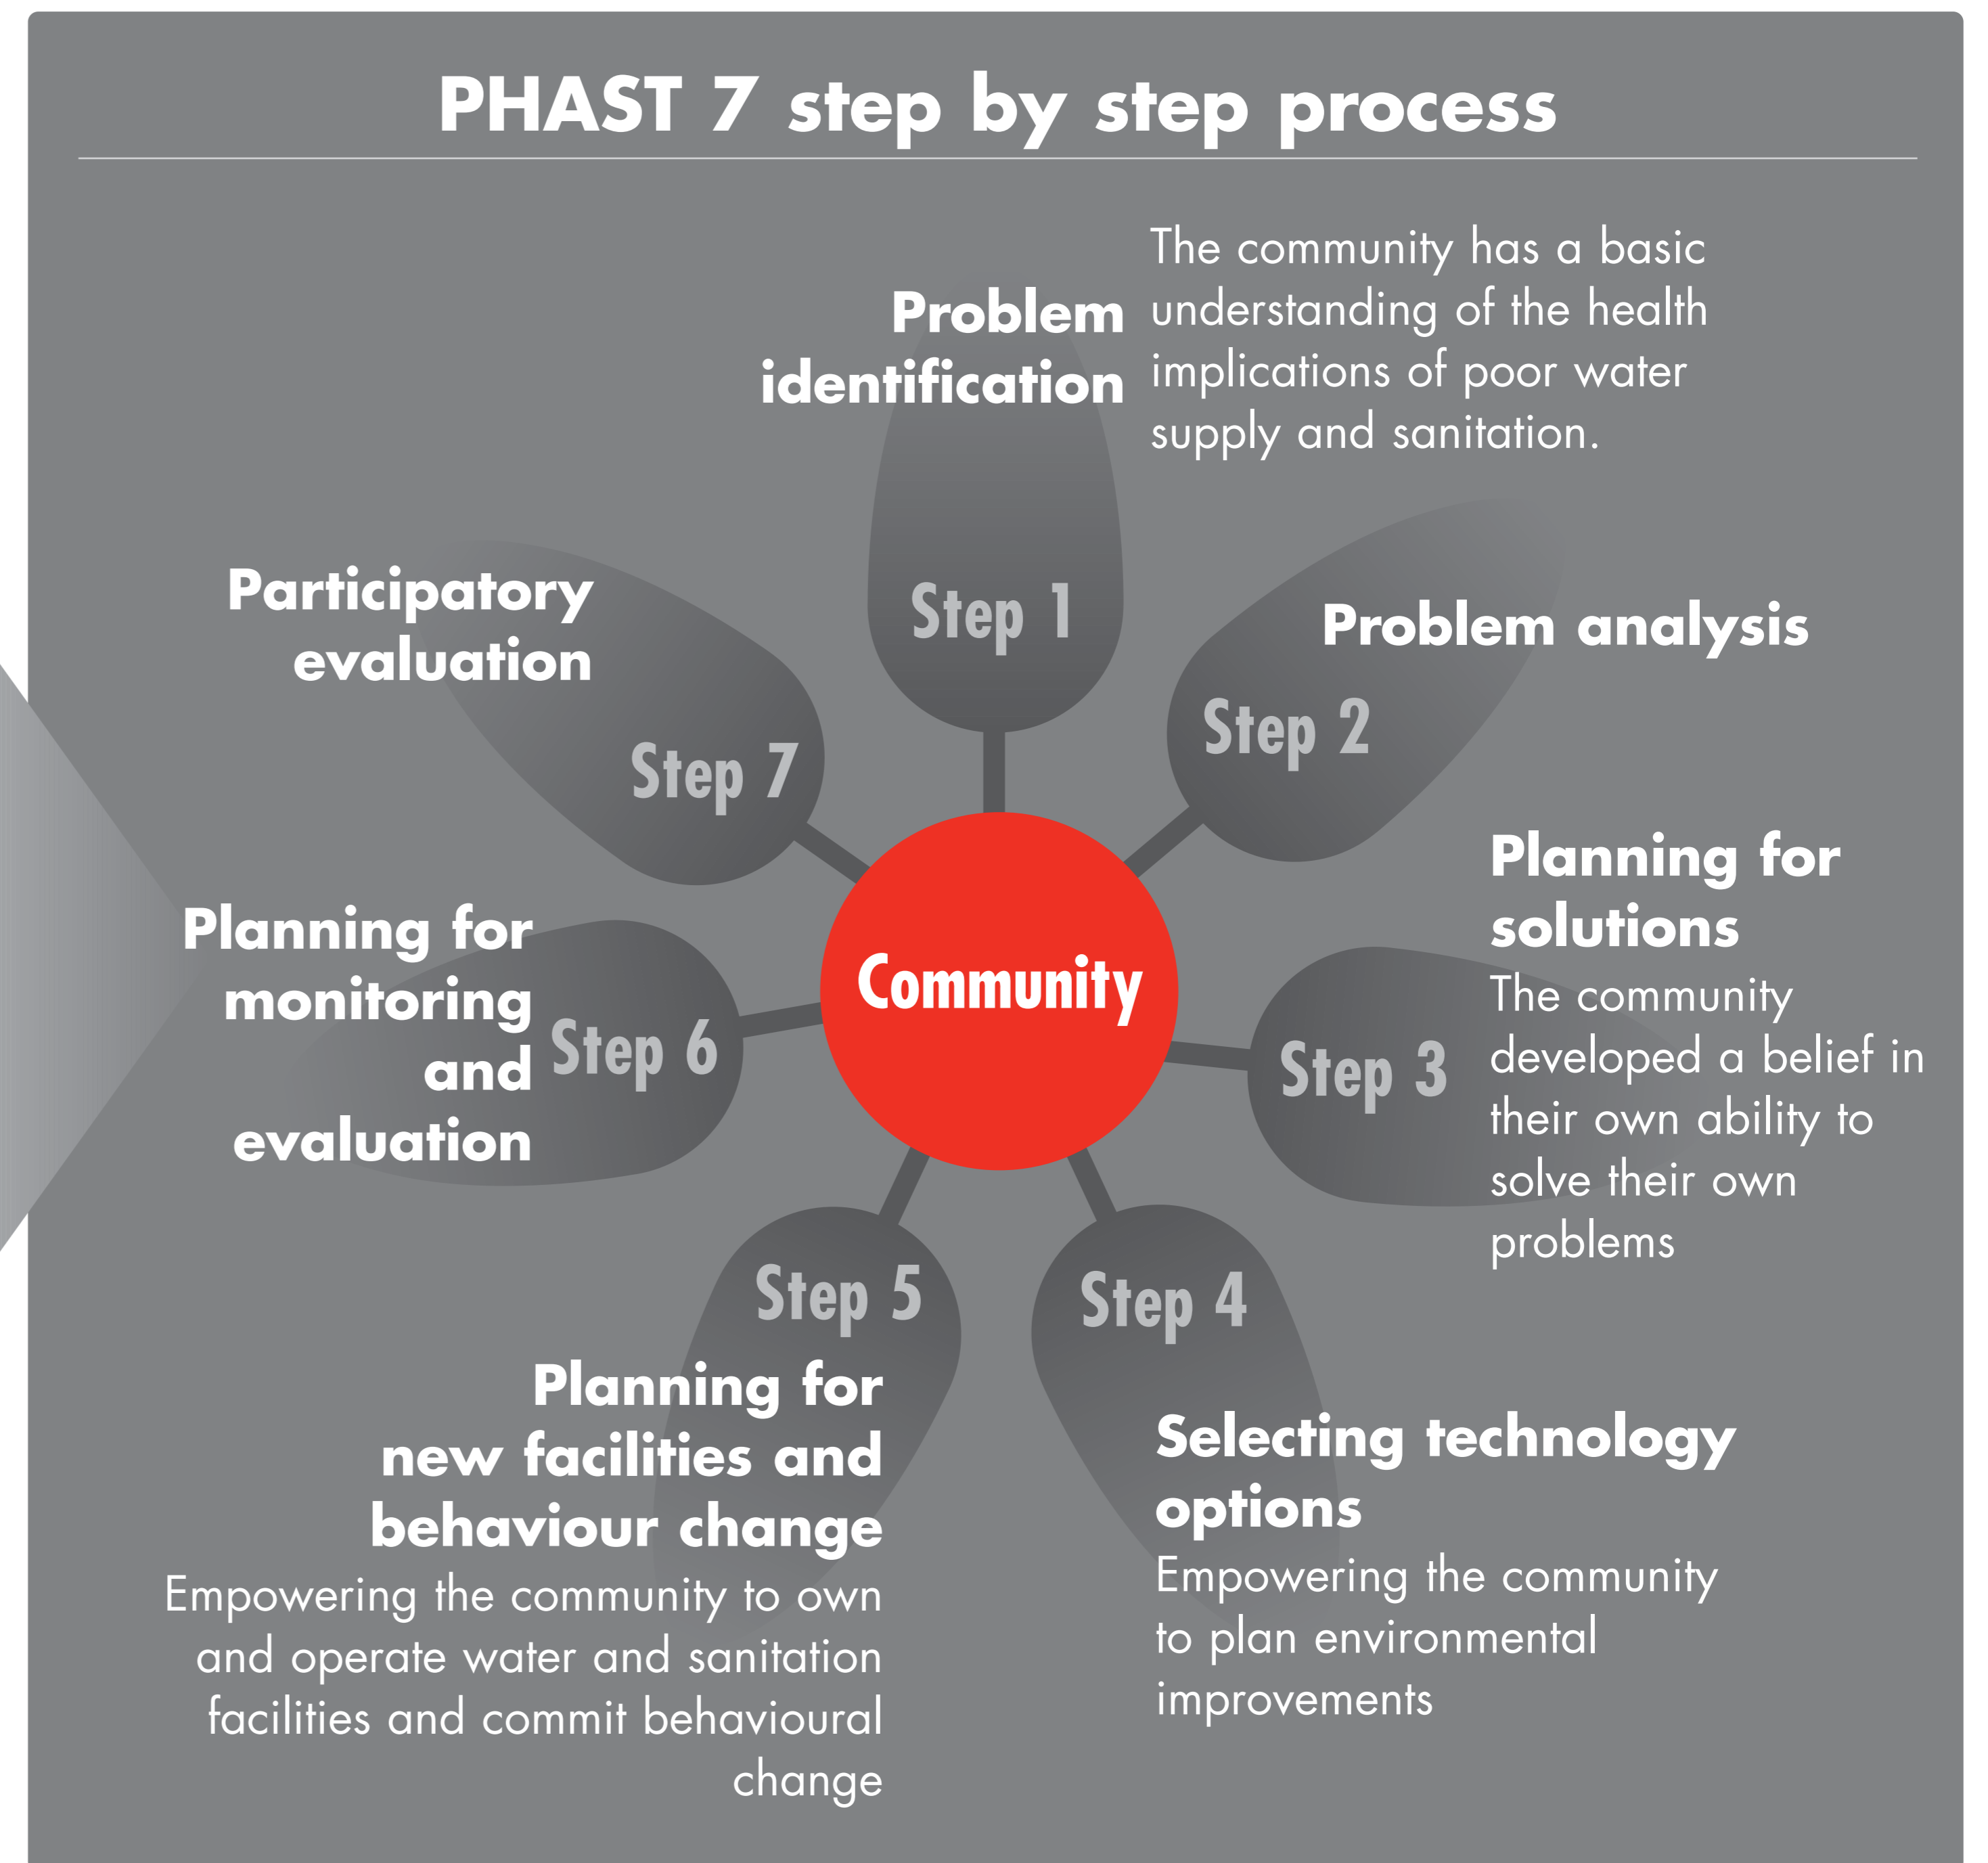 PHAST 7 step by step process
Problem
identification
The community has a basic
understanding of the health
implications of poor water
supply and sanitation.
Step 1
Problem analysis
Step 2
Planning for
solutions
The community
developed a belief in
their own ability to
solve their own
problems
Step 3
Community
Step 4
Selecting technology
options
Empowering the community
to plan environmental
improvements
Step 5
Planning for
new facilities and
behaviour change
Empowering the community to own
and operate water and sanitation
facilities and commit behavioural
change
Planning for
monitoring
and
evaluation
Step 6
Participatory
evaluation
Step 7